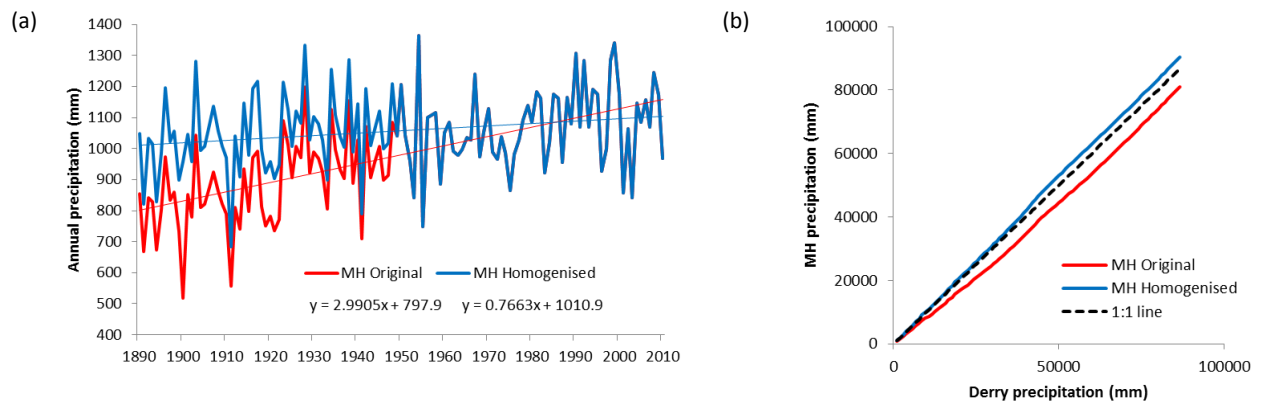 (a)
Annual precipitation (mm)
1400
1300
1200
1100
1000
900
800
700
600
500
400
MH Original
MH Homogenised
y = 2.9905x + 797.9
y = 0.7663x + 1010.9
1890 1900 1910 1920 1930 1940 1950 1960 1970 1980 1990 2000 2010
(b)
MH precipitation (mm)
100000
80000
60000
40000
20000
0
MH Original
MH Homogenised
1:1 line
0 50000 100000
Derry precipitation (mm)